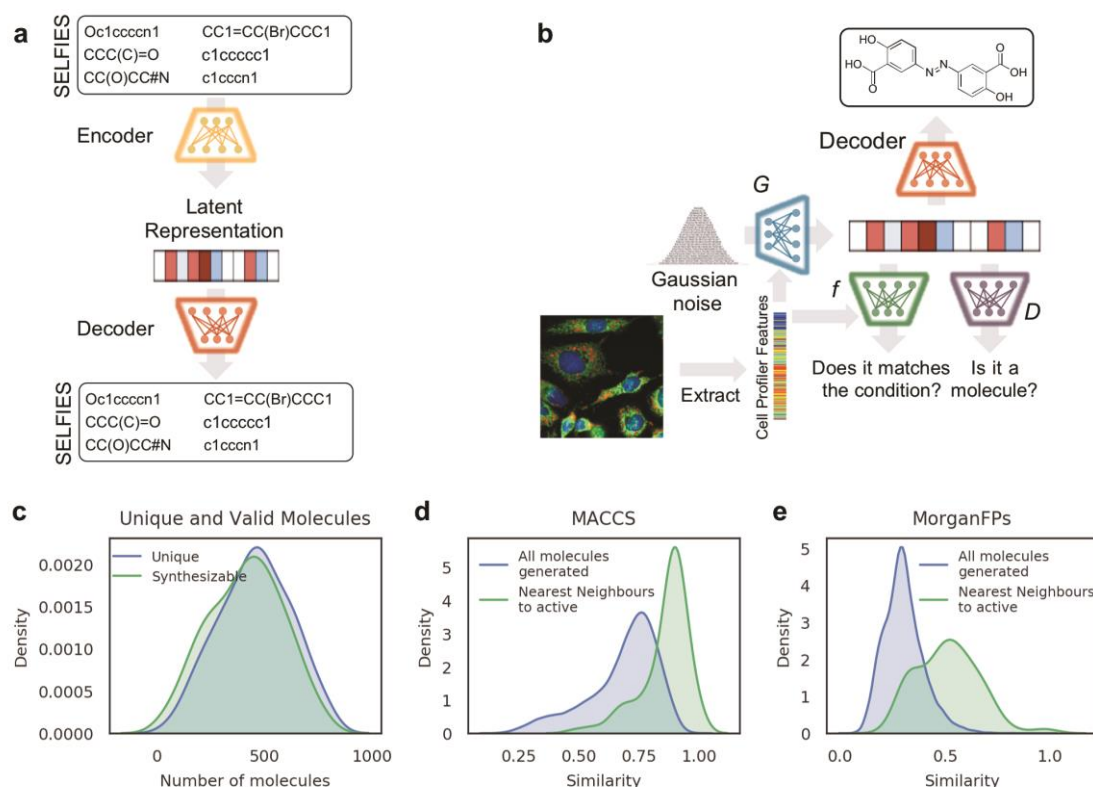 a
SELFIES
Oc1ccccn1 CC1=CC(Br)CCC1
CCC(C)=O c1ccccc1
CC(O)CC#N c1cccn1
Encoder
Latent
Representation
Decoder
SELFIES
Oc1ccccn1 CC1=CC(Br)CCC1
CCC(C)=O c1ccccc1
CC(O)CC#N c1cccn1
b
HO
HO
O
N
N
O
OH
OH
Decoder
G
Gaussian
noise
f
D
Extract
Cell Profiler Features
Does it matches
the condition?
Is it a
molecule?
c
Unique and Valid Molecules
Unique
Synthesizable
Density
0.0020
0.0015
0.0010
0.0005
0.0000
0 500 1000
Number of molecules
d
MACCS
All molecules
generated
Nearest Neighbours
to active
Density
5
4
3
2
1
0
0.25 0.50 0.75 1.00
Similarity
e
MorganFPs
All molecules
generated
Nearest Neighbours
to active
Density
5
4
3
2
1
0
0.0 0.5 1.0
Similarity